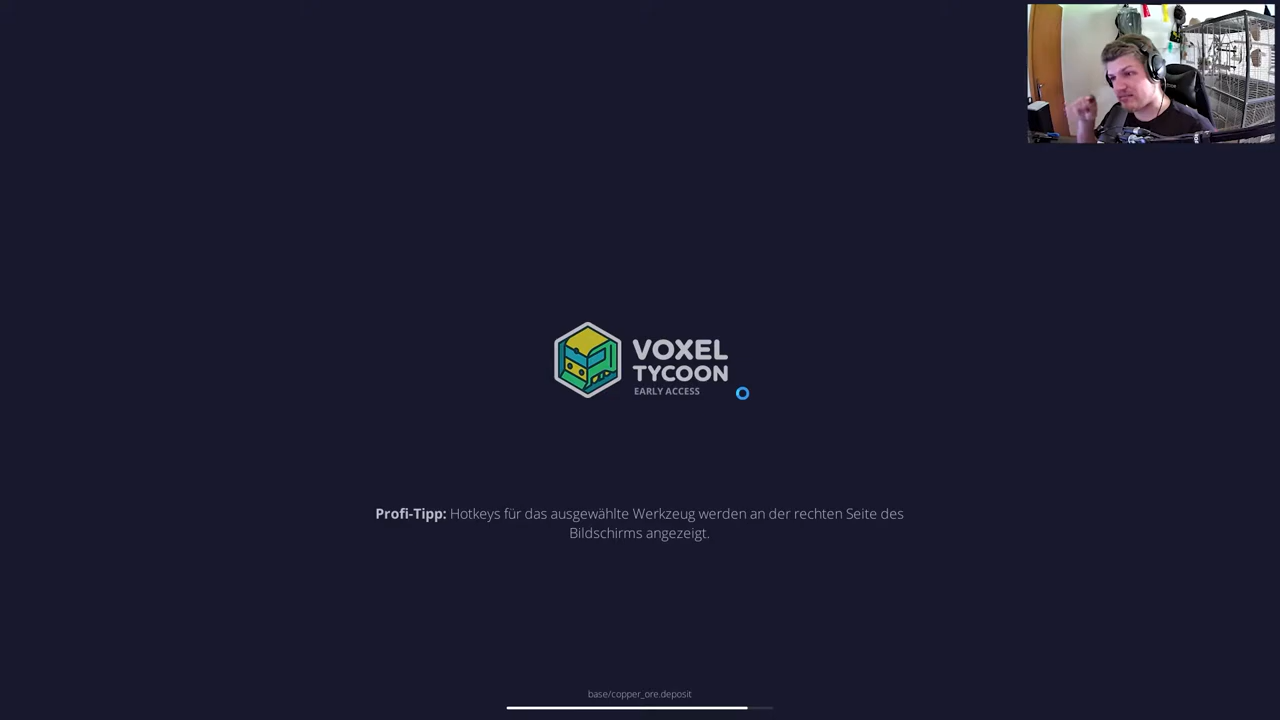 VOXEL
TYCOON
EARLY ACCESS
Profi-Tipp: Hotkeys für das ausgewählte Werkzeug werden an der rechten Seite des
Bildschirms angezeigt.
base/copper_ore.deposit